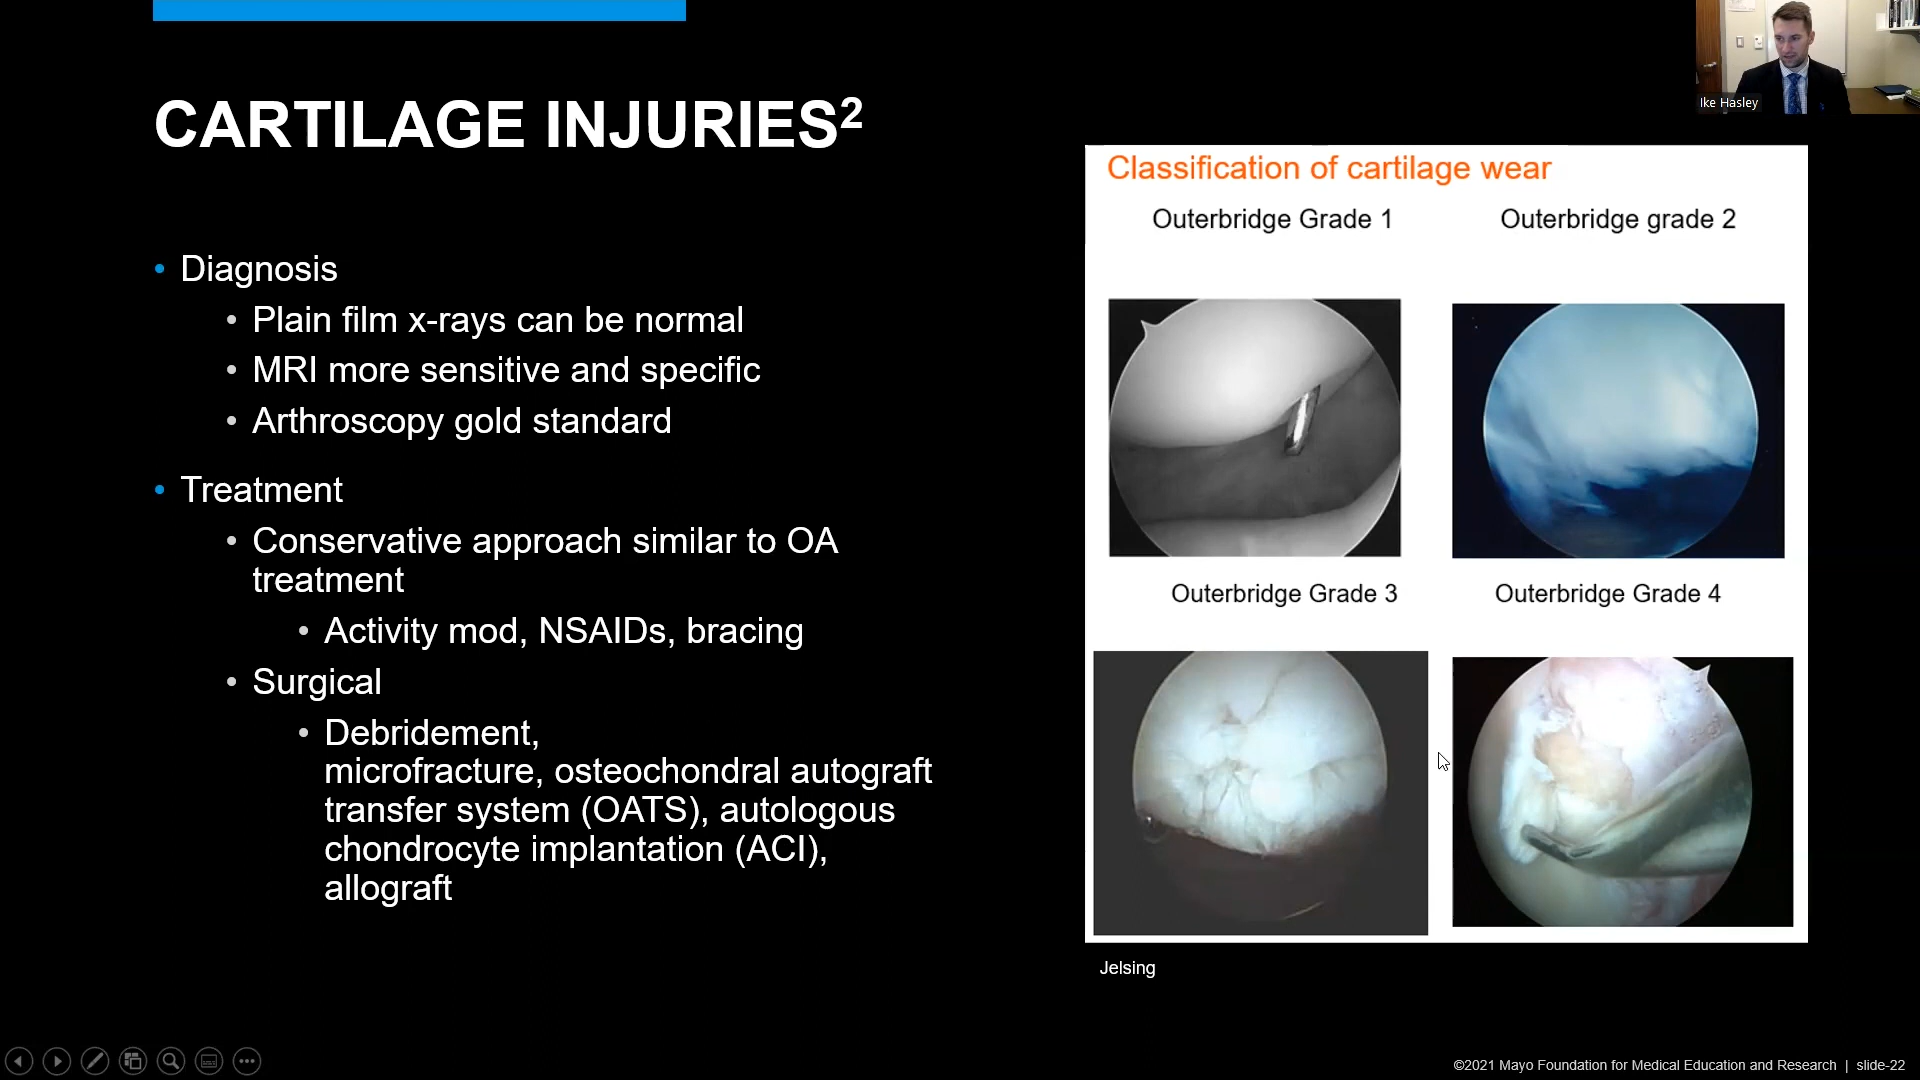 CARTILAGE INJURIES²
Ike Hasley
• Diagnosis
• Plain film x-rays can be normal
• MRI more sensitive and specific
• Arthroscopy gold standard
• Treatment
• Conservative approach similar to OA
treatment
• Activity mod, NSAIDs, bracing
• Surgical
• Debridement,
microfracture, osteochondral autograft
transfer system (OATS), autologous
chondrocyte implantation (ACI),
allograft
Classification of cartilage wear
Outerbridge Grade 1
Outerbridge grade 2
Outerbridge Grade 3
Outerbridge Grade 4
Jelsing
©2021 Mayo Foundation for Medical Education and Research | slide-22